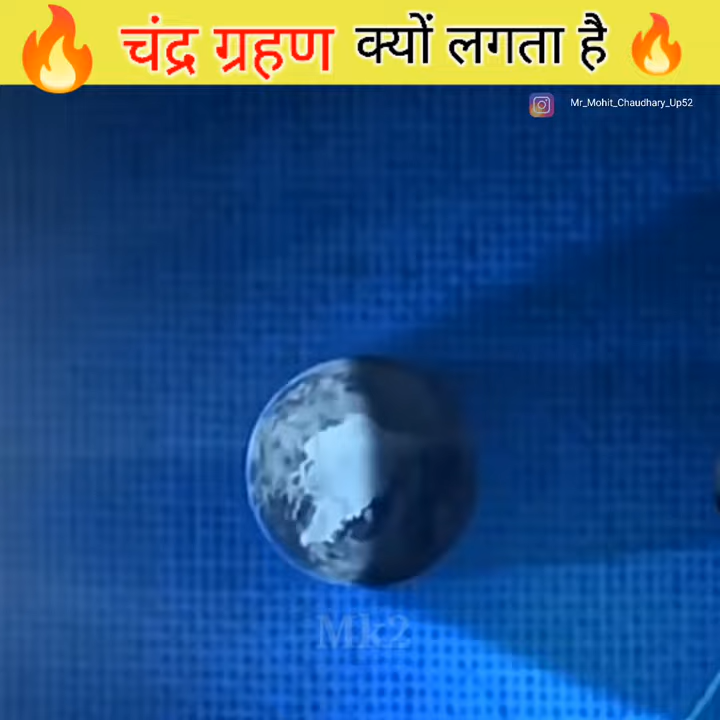 🔥 चंद्र ग्रहण क्यों लगता है 🔥
Mr_Mohit_Chaudhary_Up52
Mk2